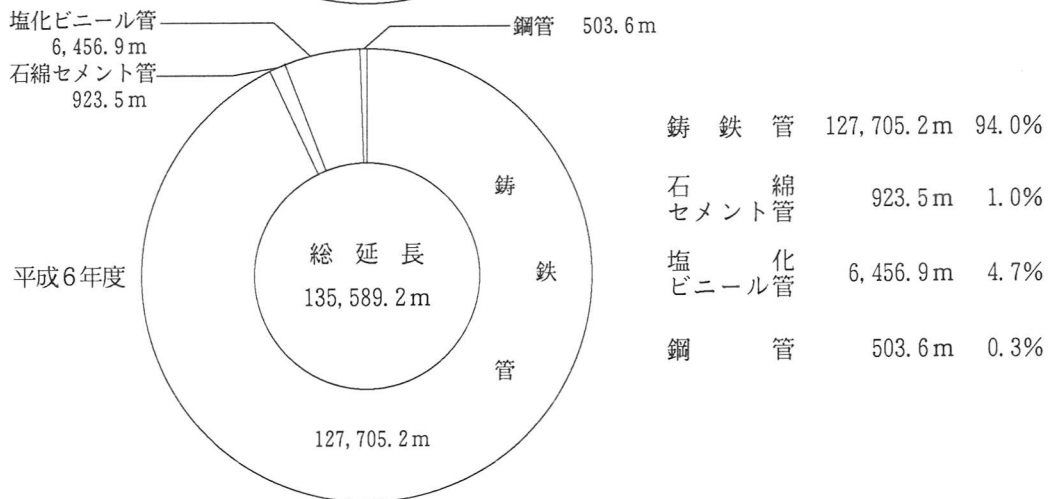 塩化ビニール管
6,456.9m
石綿セメント管
923.5m
鋼管 503.6m
平成6年度
総延長
135,589.2m
鋳鉄管
127,705.2m
鋳鉄管 127,705.2m 94.0%
石綿
セメント管 923.5m 1.0%
塩化
ビニール管 6,456.9m 4.7%
鋼管 503.6m 0.3%